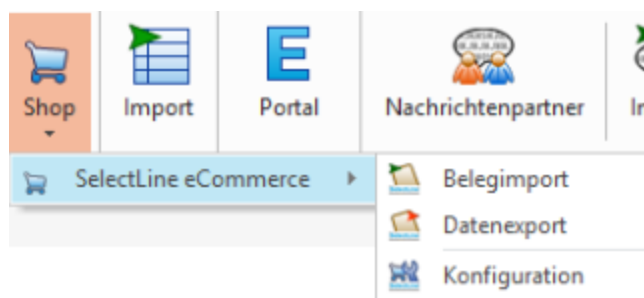 Shop
Import
E
Portal
Nachrichtenpartner
SelectLine eCommerce
Belegimport
Datenexport
Konfiguration